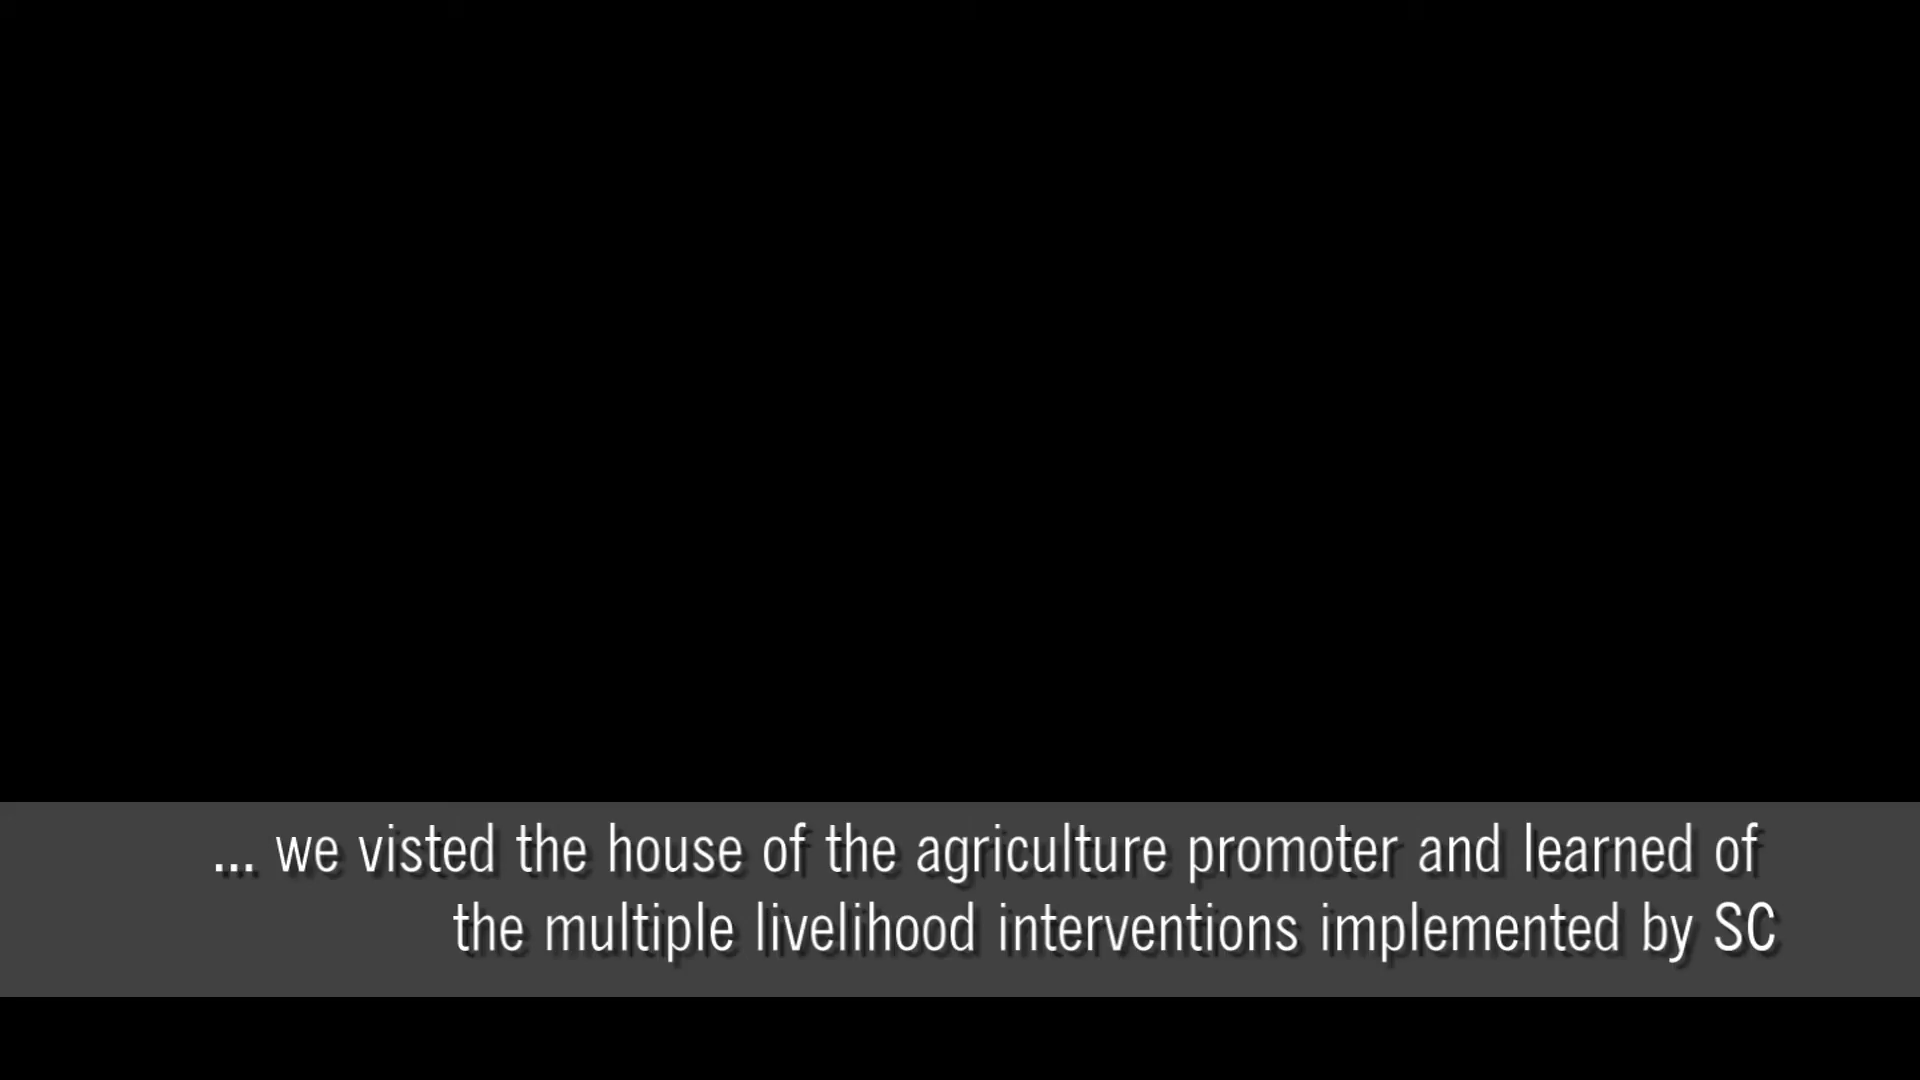 ... we visted the house of the agriculture promoter and learned of
the multiple livelihood interventions implemented by SC